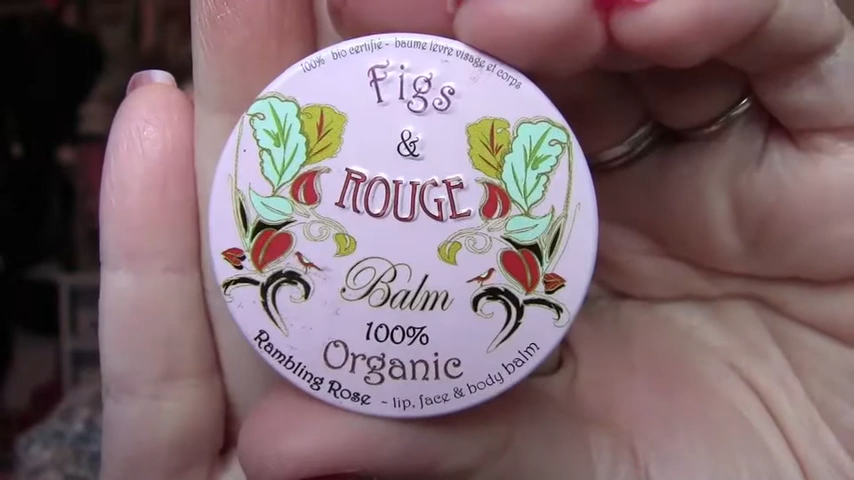 100% bio certifié - baume lèvre visage et corps
Figs
&
ROUGE
Balm
100%
Organic
Rambling Rose - lip, face & body balm